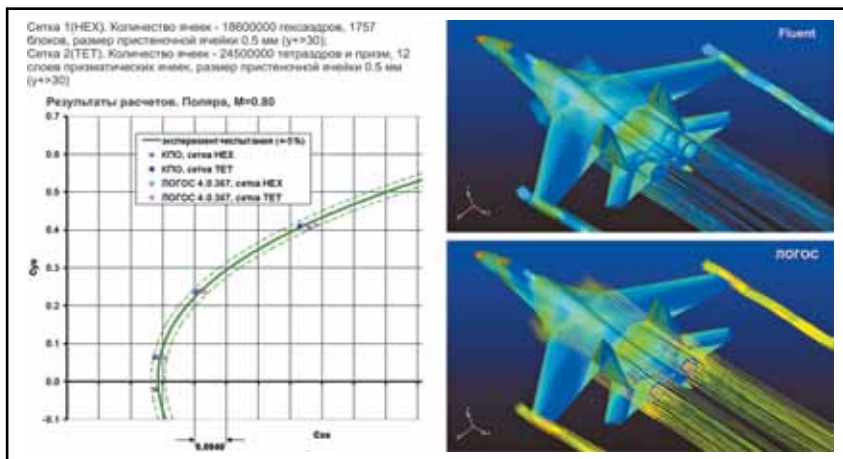 Сетка 1(HEX). Количество ячеек - 18600000 гексаэдров, 1757
блоков, размер пристеночной ячейки 0.5 мм (y+>30);
Сетка 2(TET). Количество ячеек - 24500000 тетраэдров и призм, 12
слоев призматических ячеек, размер пристеночной ячейки 0.5 мм
(y+>30)
Результаты расчетов. Поляра, M=0.80
0.7
0.6
0.5
0.4
0.3
0.2
0.1
0.0
-0.1
Cya
эксперимент-испытания (+-5%)
КПО, сетка HEX
КПО, сетка TET
ЛОГОС 4.0.367, сетка HEX
ЛОГОС 4.0.367, сетка TET
Cxa
Fluent
ЛОГОС